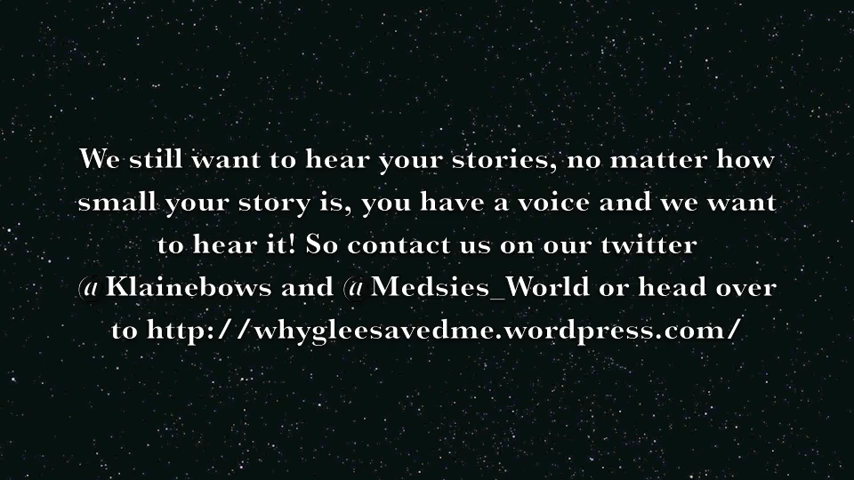 We still want to hear your stories, no matter how
small your story is, you have a voice and we want
to hear it! So contact us on our twitter
@Klainebows and @Medsies_World or head over
to http://whygleesavedme.wordpress.com/